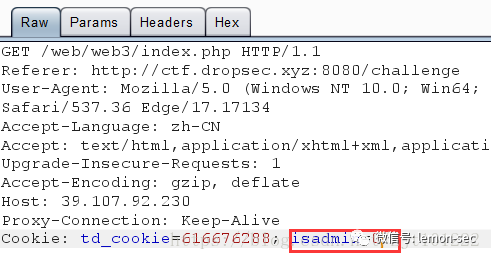 Raw Params Headers Hex
GET /web/web3/index.php HTTP/1.1
Referer: http://ctf.dropsec.xyz:8080/challenge
User-Agent: Mozilla/5.0 (Windows NT 10.0; Win64;
Safari/537.36 Edge/17.17134
Accept-Language: zh-CN
Accept: text/html,application/xhtml+xml,applicati
Upgrade-Insecure-Requests: 1
Accept-Encoding: gzip, deflate
Host: 39.107.92.230
Proxy-Connection: Keep-Alive
Cookie: td_cookie=616676288;
微信号: lemon-sec